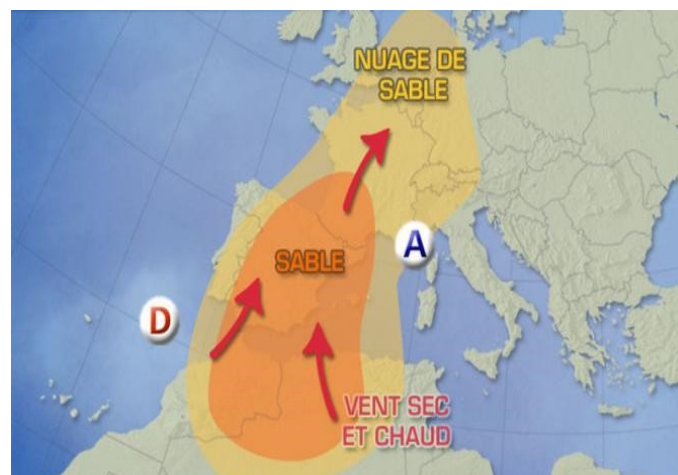 NUAGE DE
SABLE
A
SABLE
D
VENT SEC
ET CHAUD